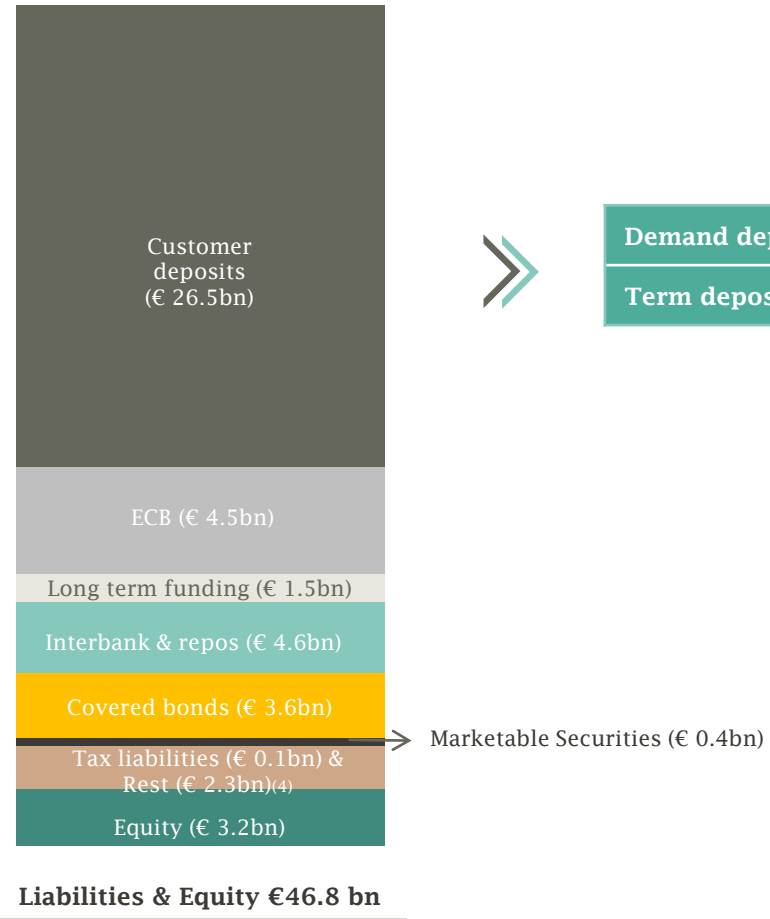 Customer
deposits
(€ 26.5bn)
Demand
Term
ECB (€ 4.5bn)
Long term funding (€ 1.5bn)
Interbank & repos (€ 4.6bn)
Covered bonds (€ 3.6bn)
Marketable Securities (€ 0.4bn)
Tax liabilities (€ 0.1bn) &
Rest (€ 2.3bn)(4)
Equity (€ 3.2bn)
Liabilities & Equity €46.8 bn